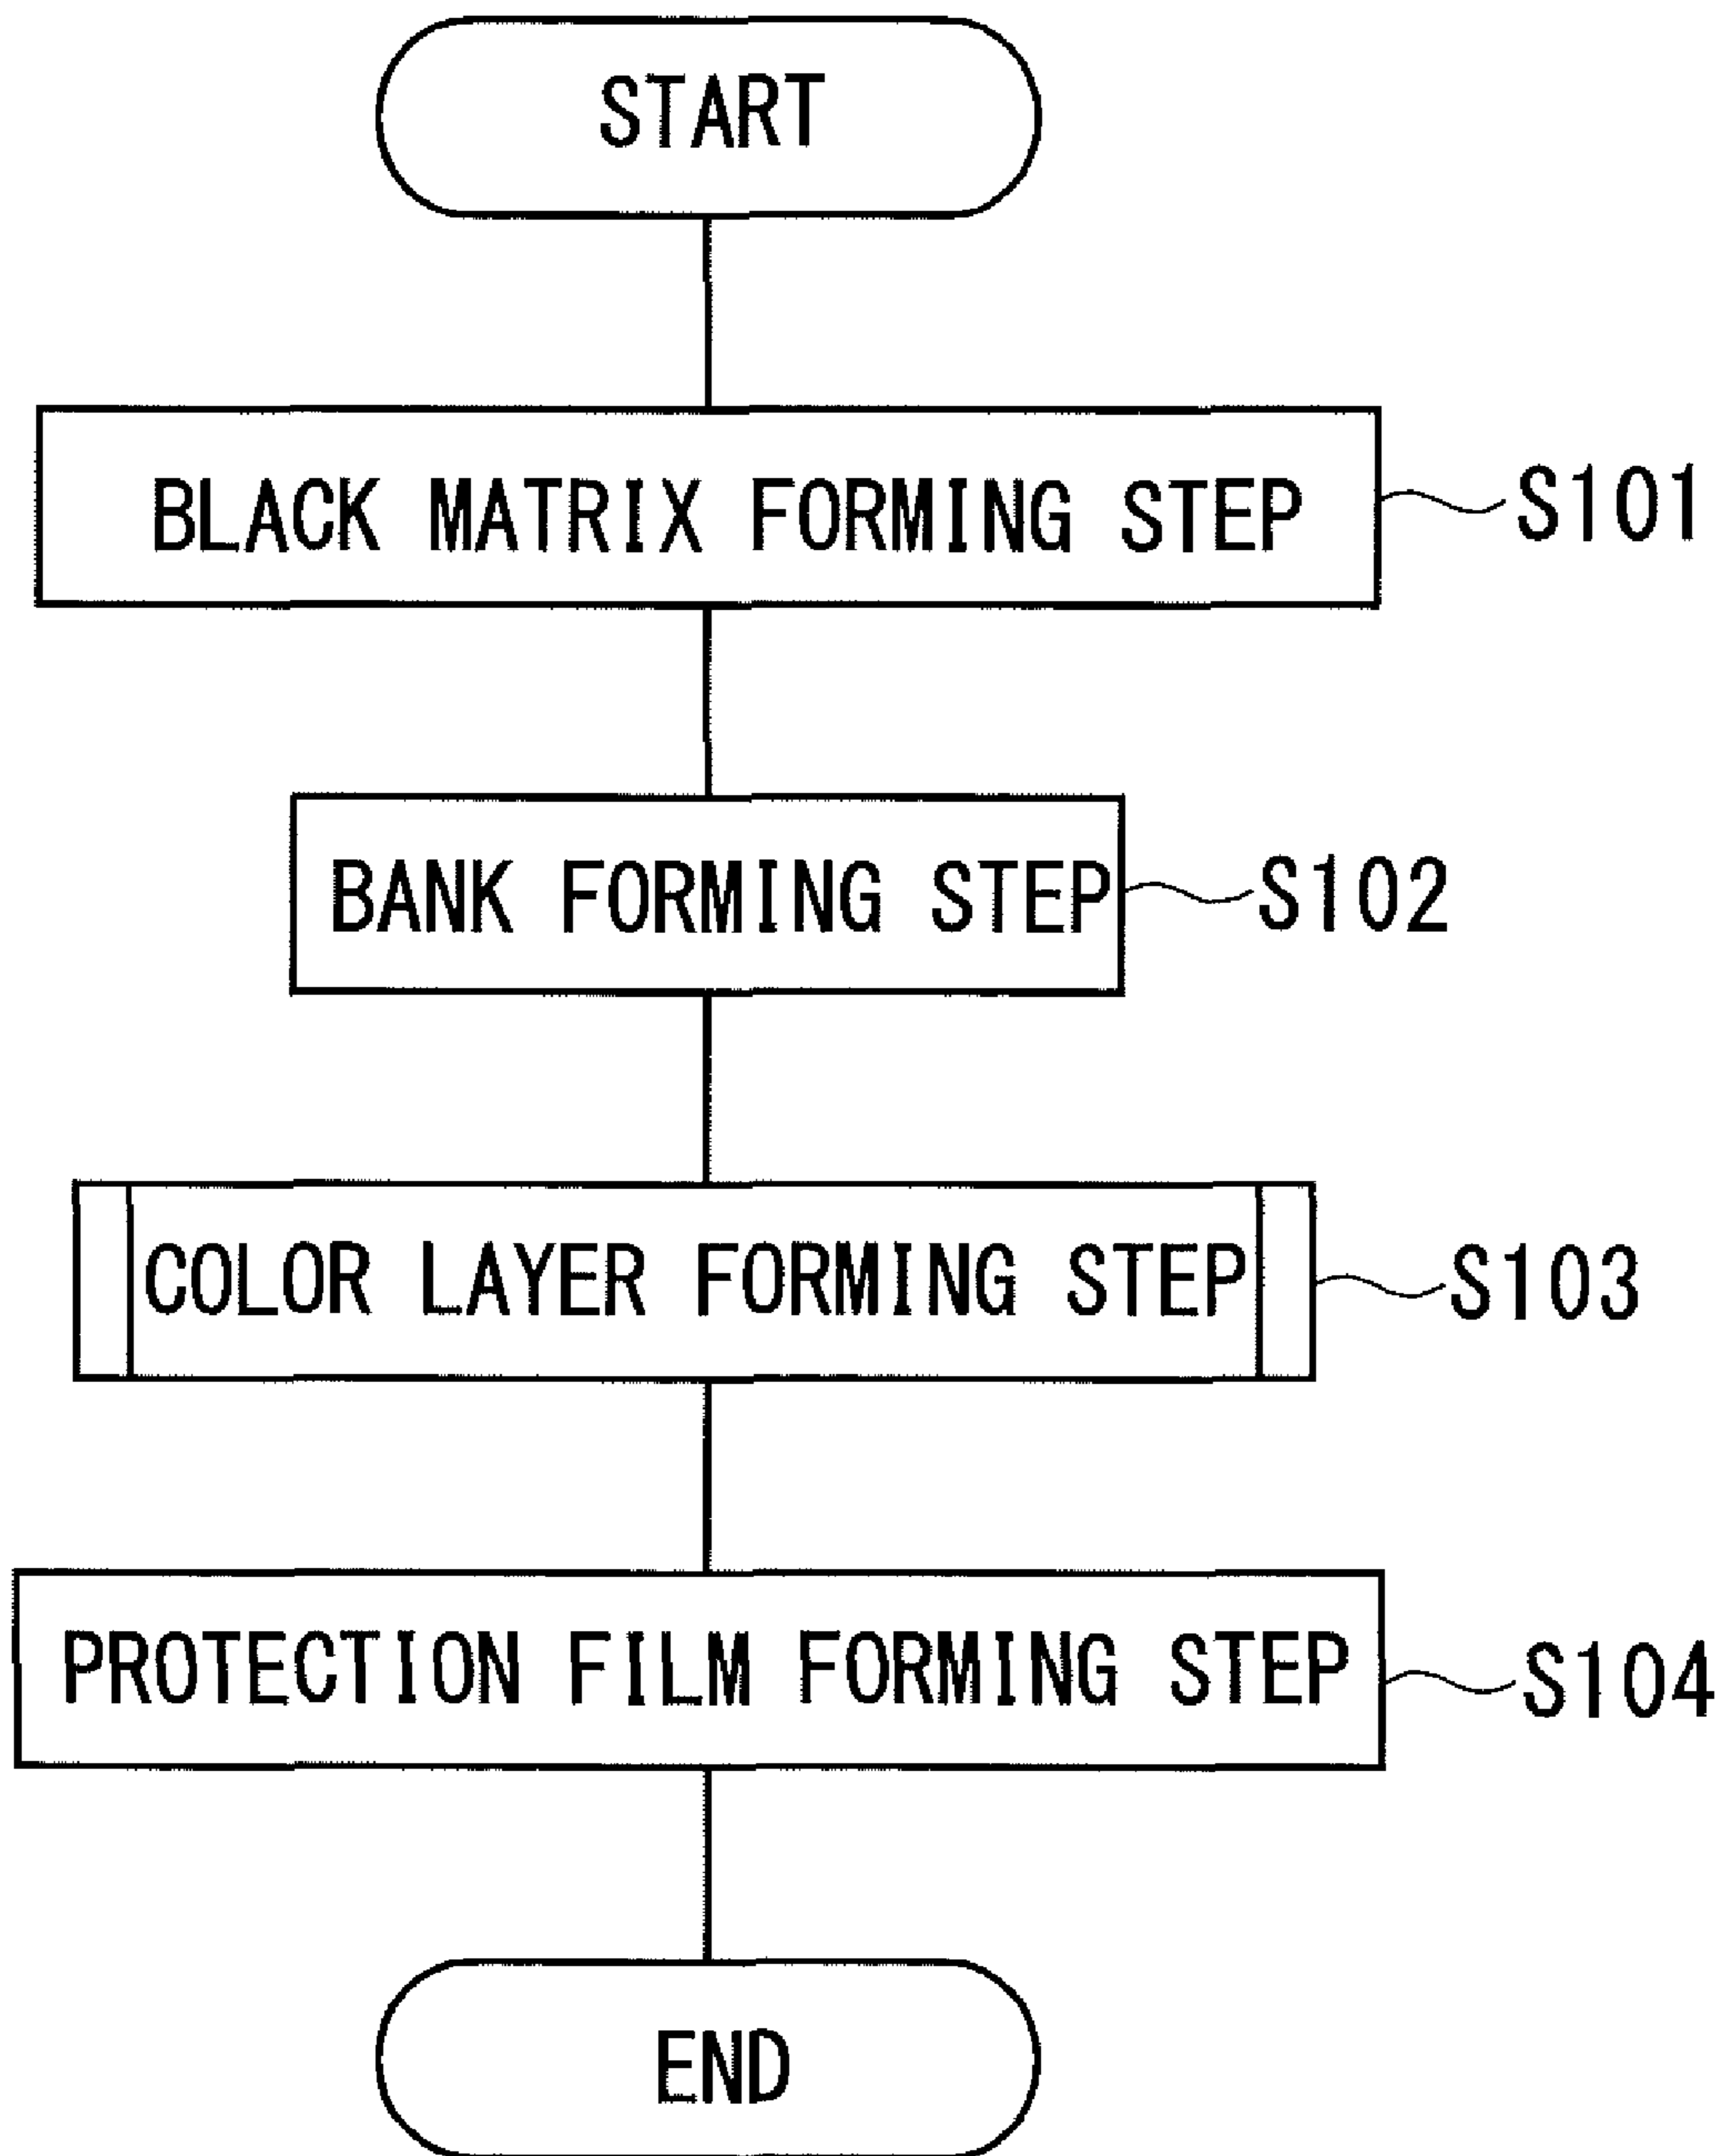 START
BLACK MATRIX FORMING STEP S101
BANK FORMING STEP S102
COLOR LAYER FORMING STEP S103
PROTECTION FILM FORMING STEP S104
END